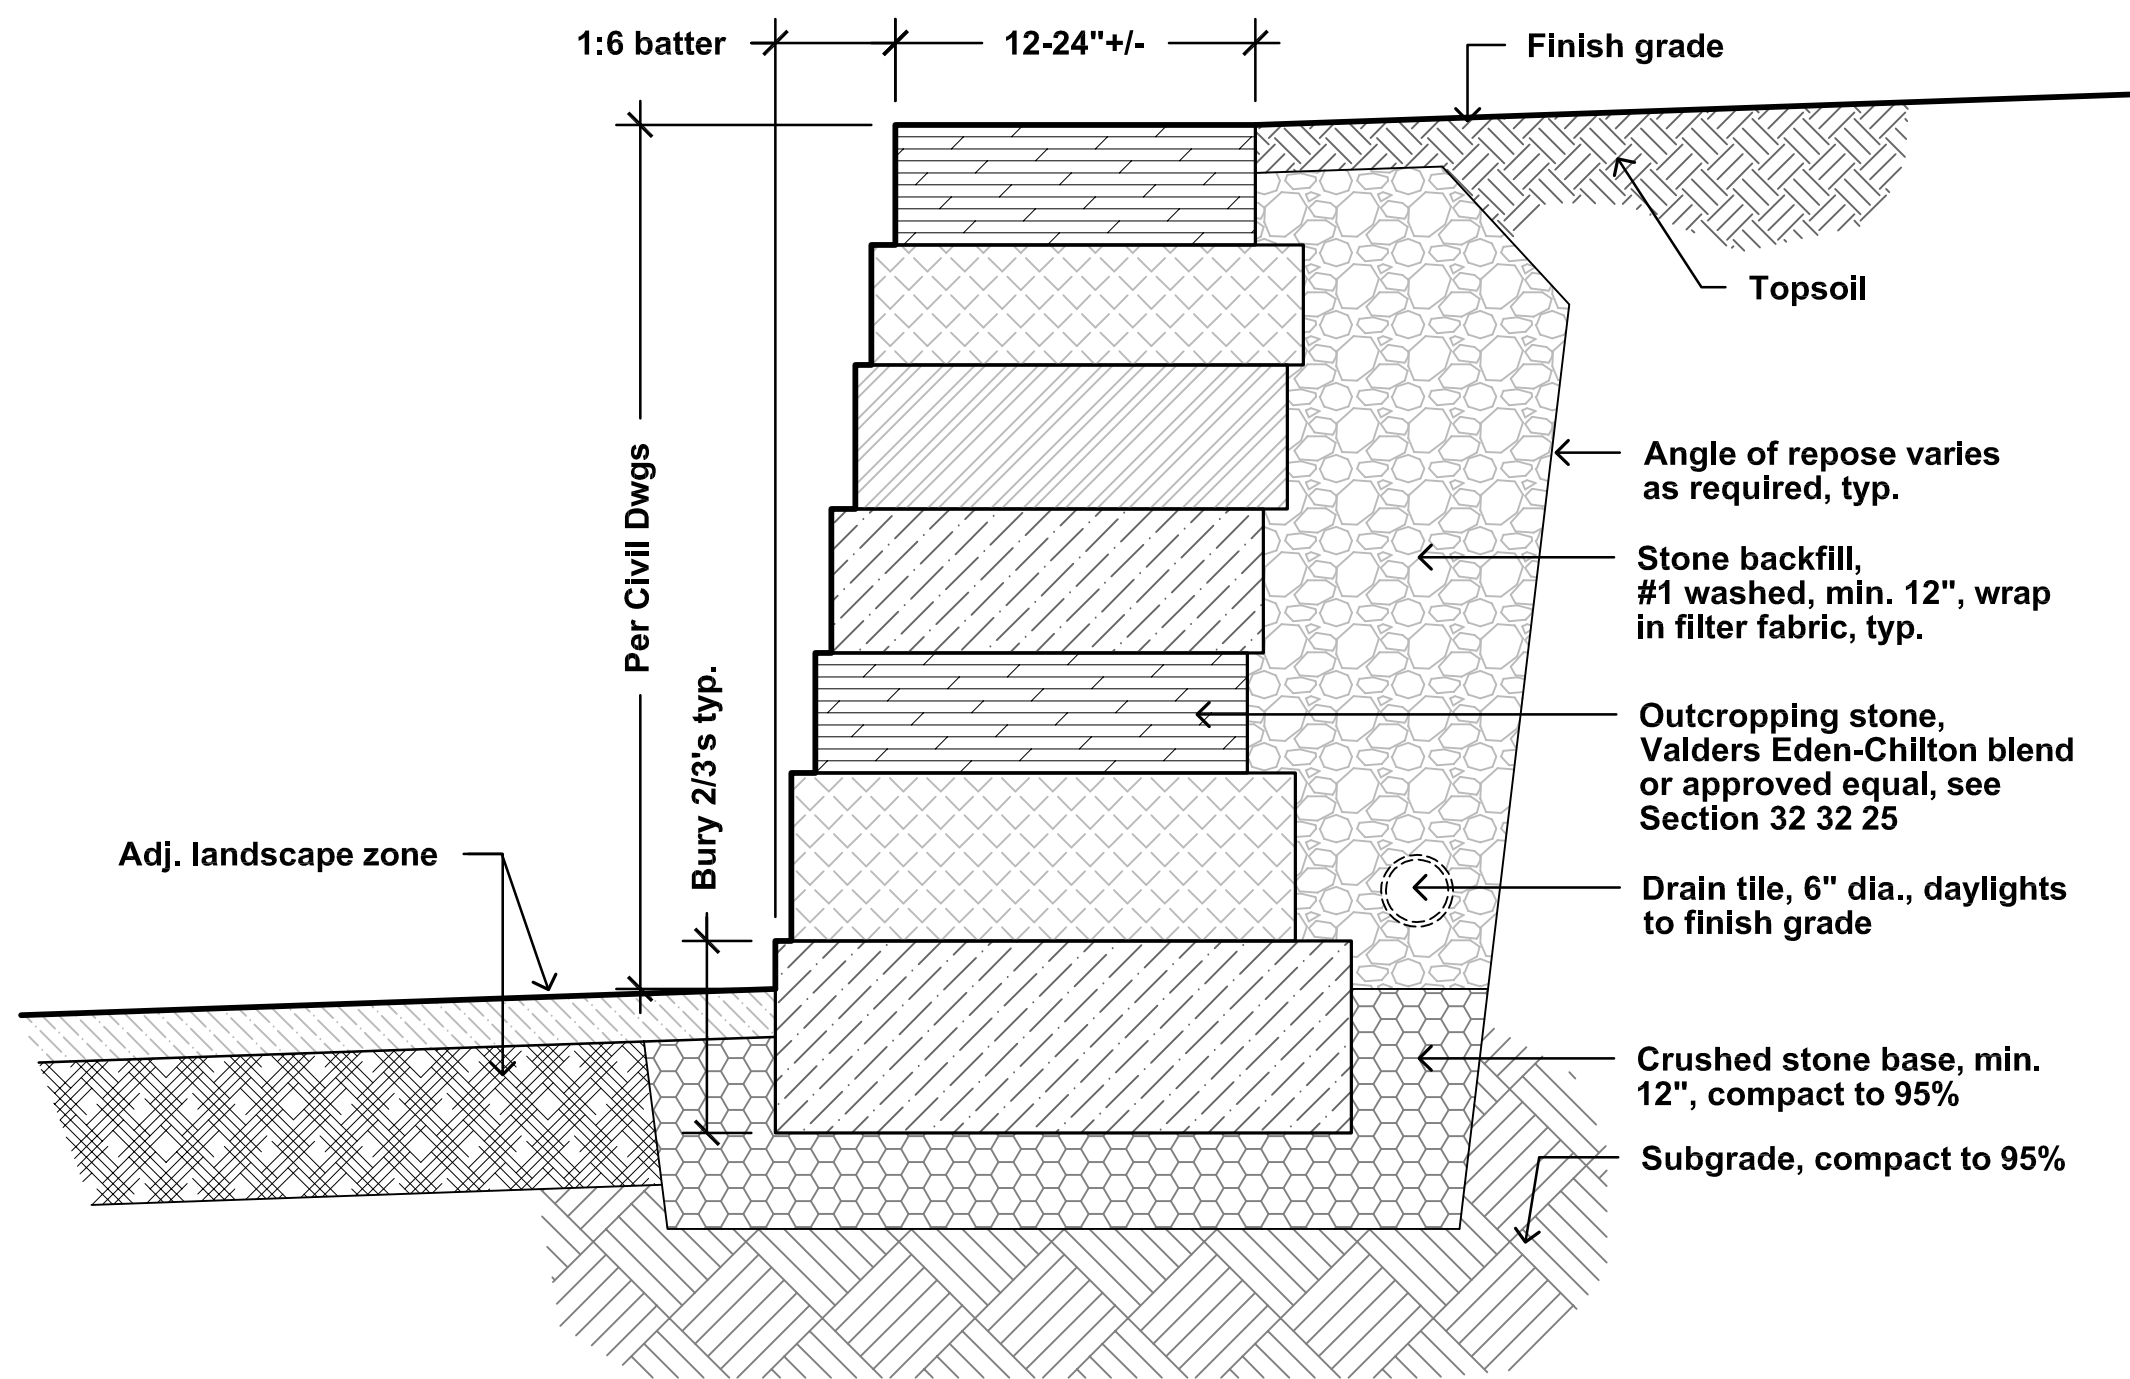 1:6 batter
12-24"+/-
Finish grade
Topsoil
Per Civil Dwgs
Angle of repose varies
as required, typ.
Stone backfill,
#1 washed, min. 12", wrap
in filter fabric, typ.
Bury 2/3's typ.
Outcropping stone,
Valders Eden-Chilton blend
or approved equal, see
Section 32 32 25
Adj. landscape zone
Drain tile, 6" dia., daylights
to finish grade
Crushed stone base, min.
12", compact to 95%
Subgrade, compact to 95%